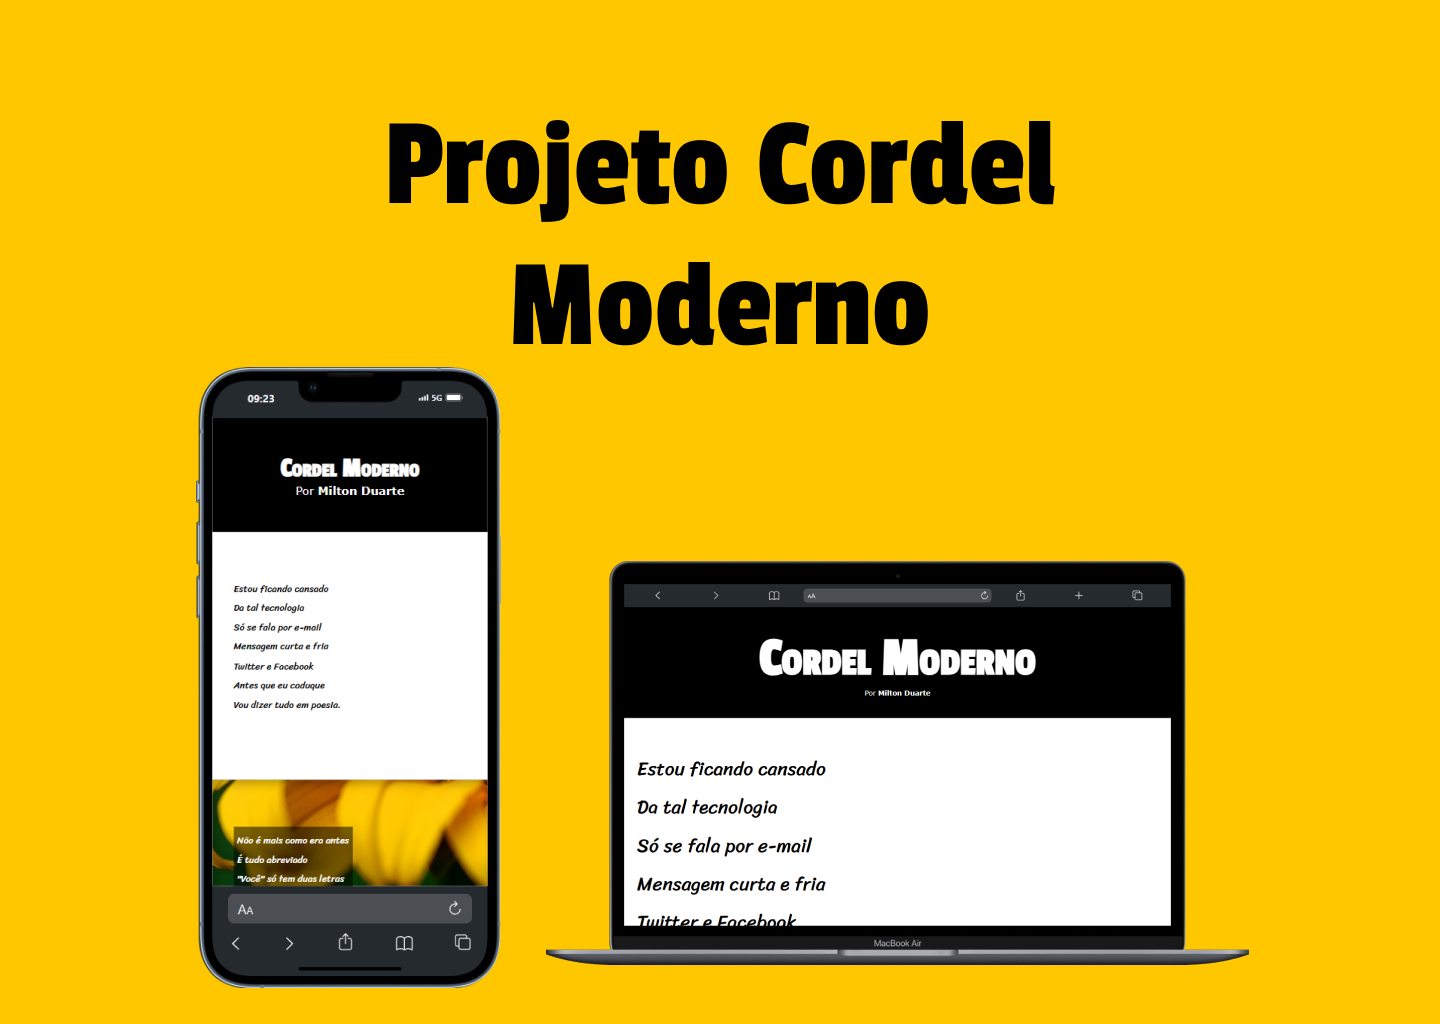 Projeto Cordel
Moderno
09:23
5G
Cordel Moderno
Por Milton Duarte
Estou ficando cansado
Da tal tecnologia
Só se fala por e-mail
Mensagem curta e fria
Twitter e Facebook
Antes que eu caduque
Vou dizer tudo em poesia.
Não é mais como era antes
É tudo abreviado
"Você" só tem duas letras
AA
AA
Cordel Moderno
Por Milton Duarte
Estou ficando cansado
Da tal tecnologia
Só se fala por e-mail
Mensagem curta e fria
Twitter e Facebook
MacBook Air